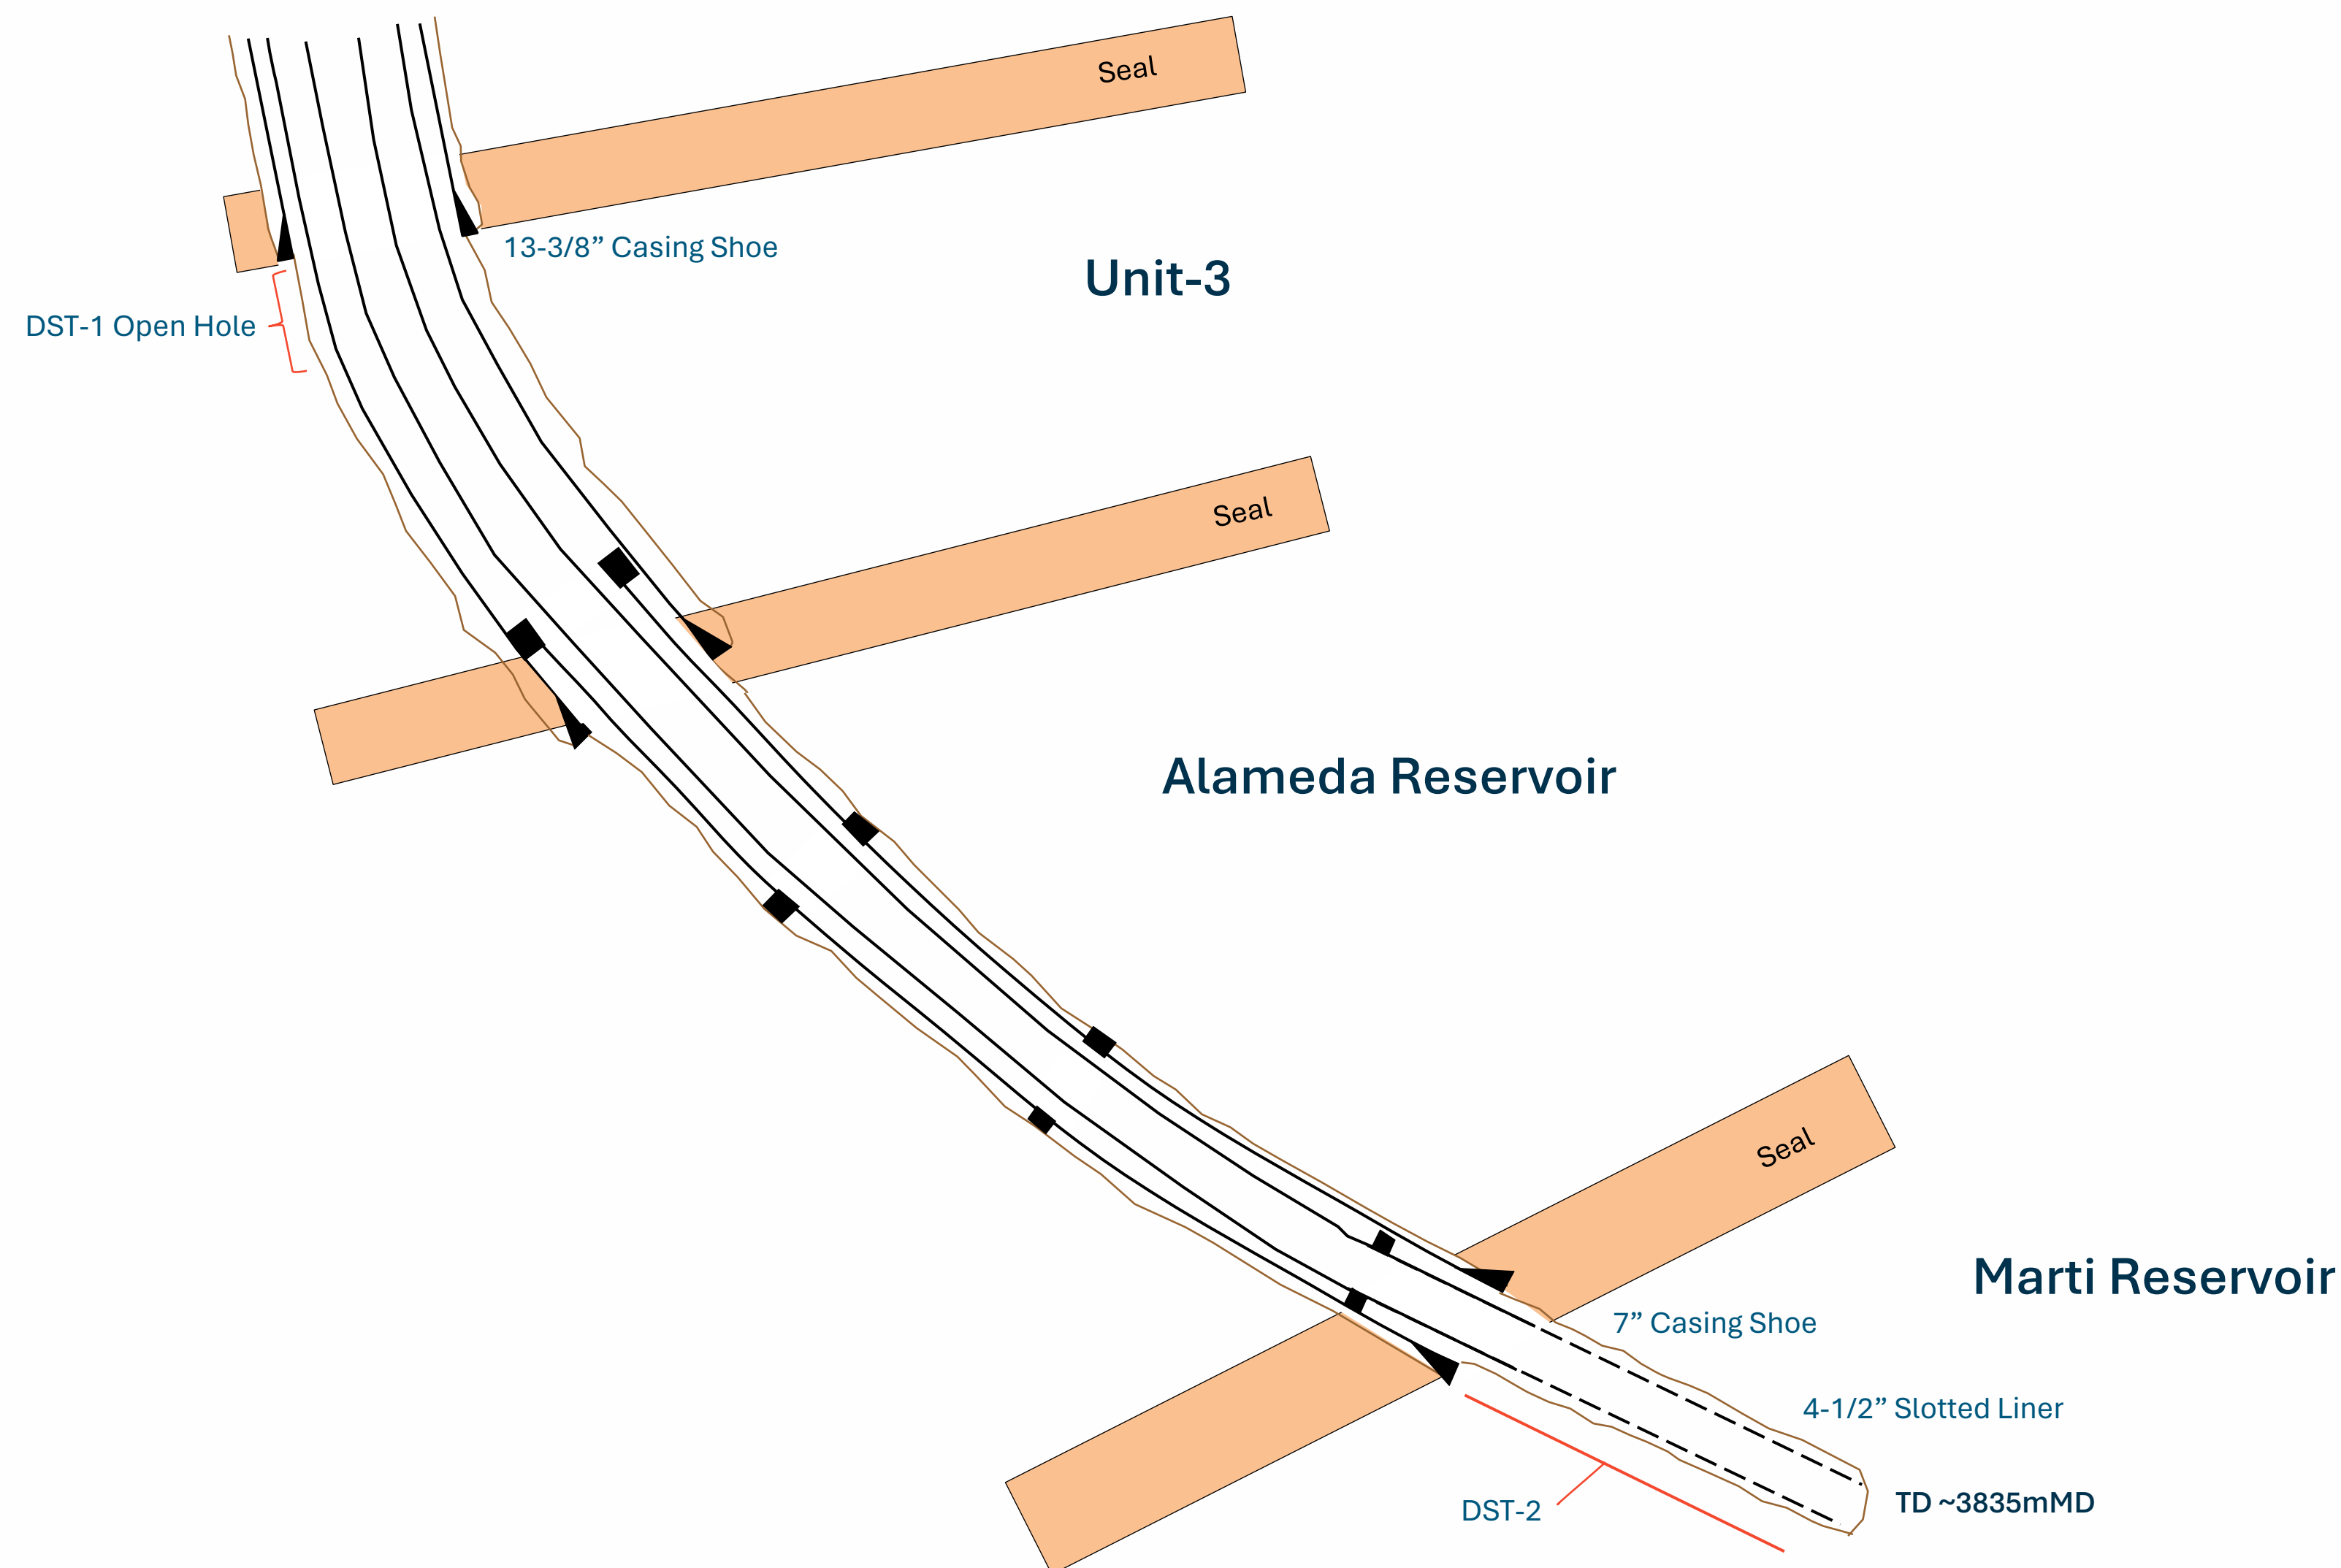 Seal
13-3/8” Casing Shoe
Unit-3
DST-1 Open Hole
Seal
Alameda Reservoir
Seal
Marti Reservoir
7” Casing Shoe
4-1/2” Slotted Liner
TD ~3835mMD
DST-2